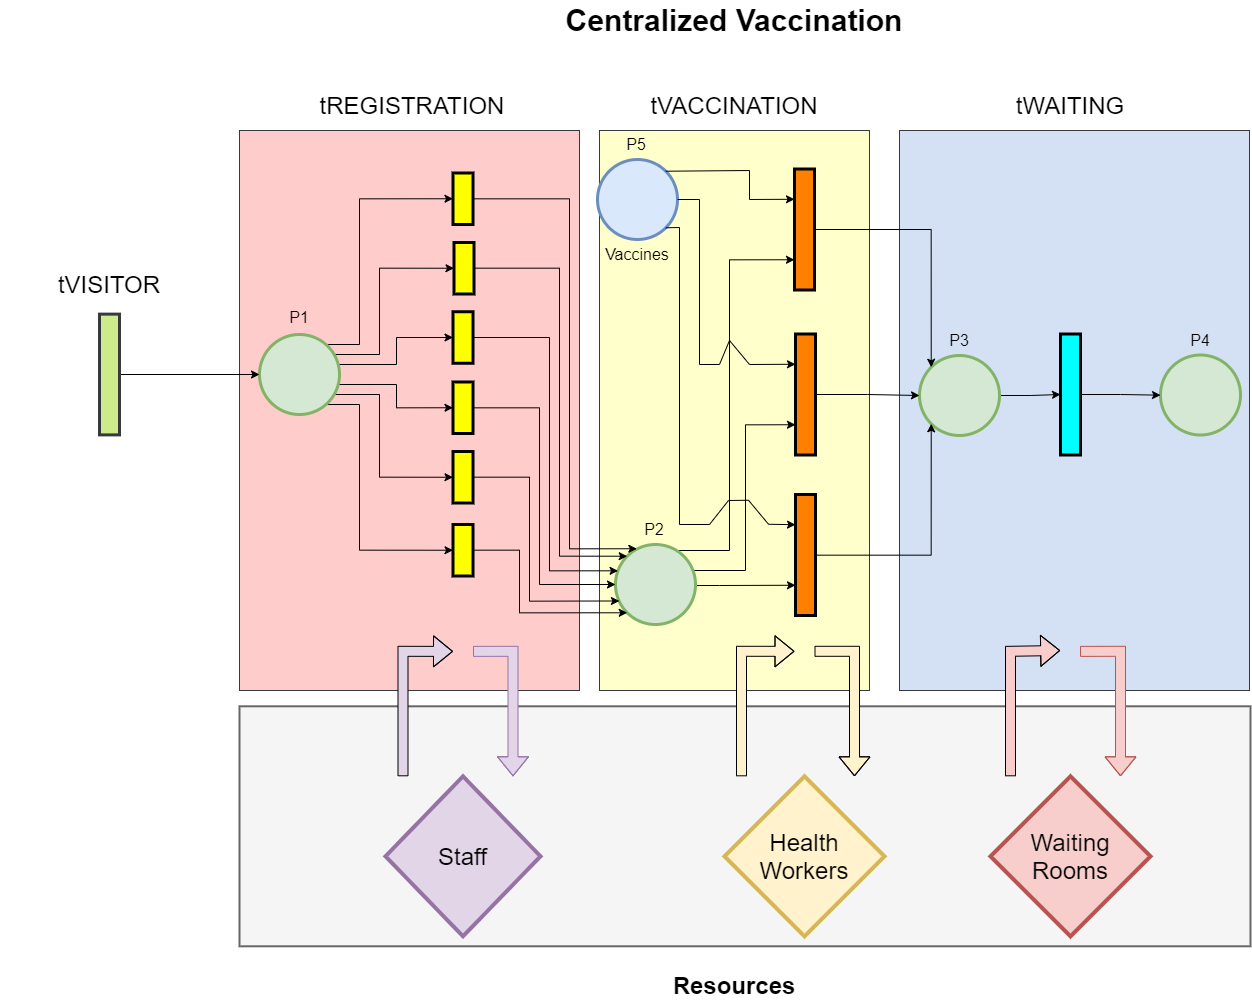 Centralized Vaccination
tREGISTRATION
tVACCINATION
tWAITING
P5
Vaccines
tVISITOR
P1
P3
P4
P2
Staff
Health
Workers
Waiting
Rooms
Resources